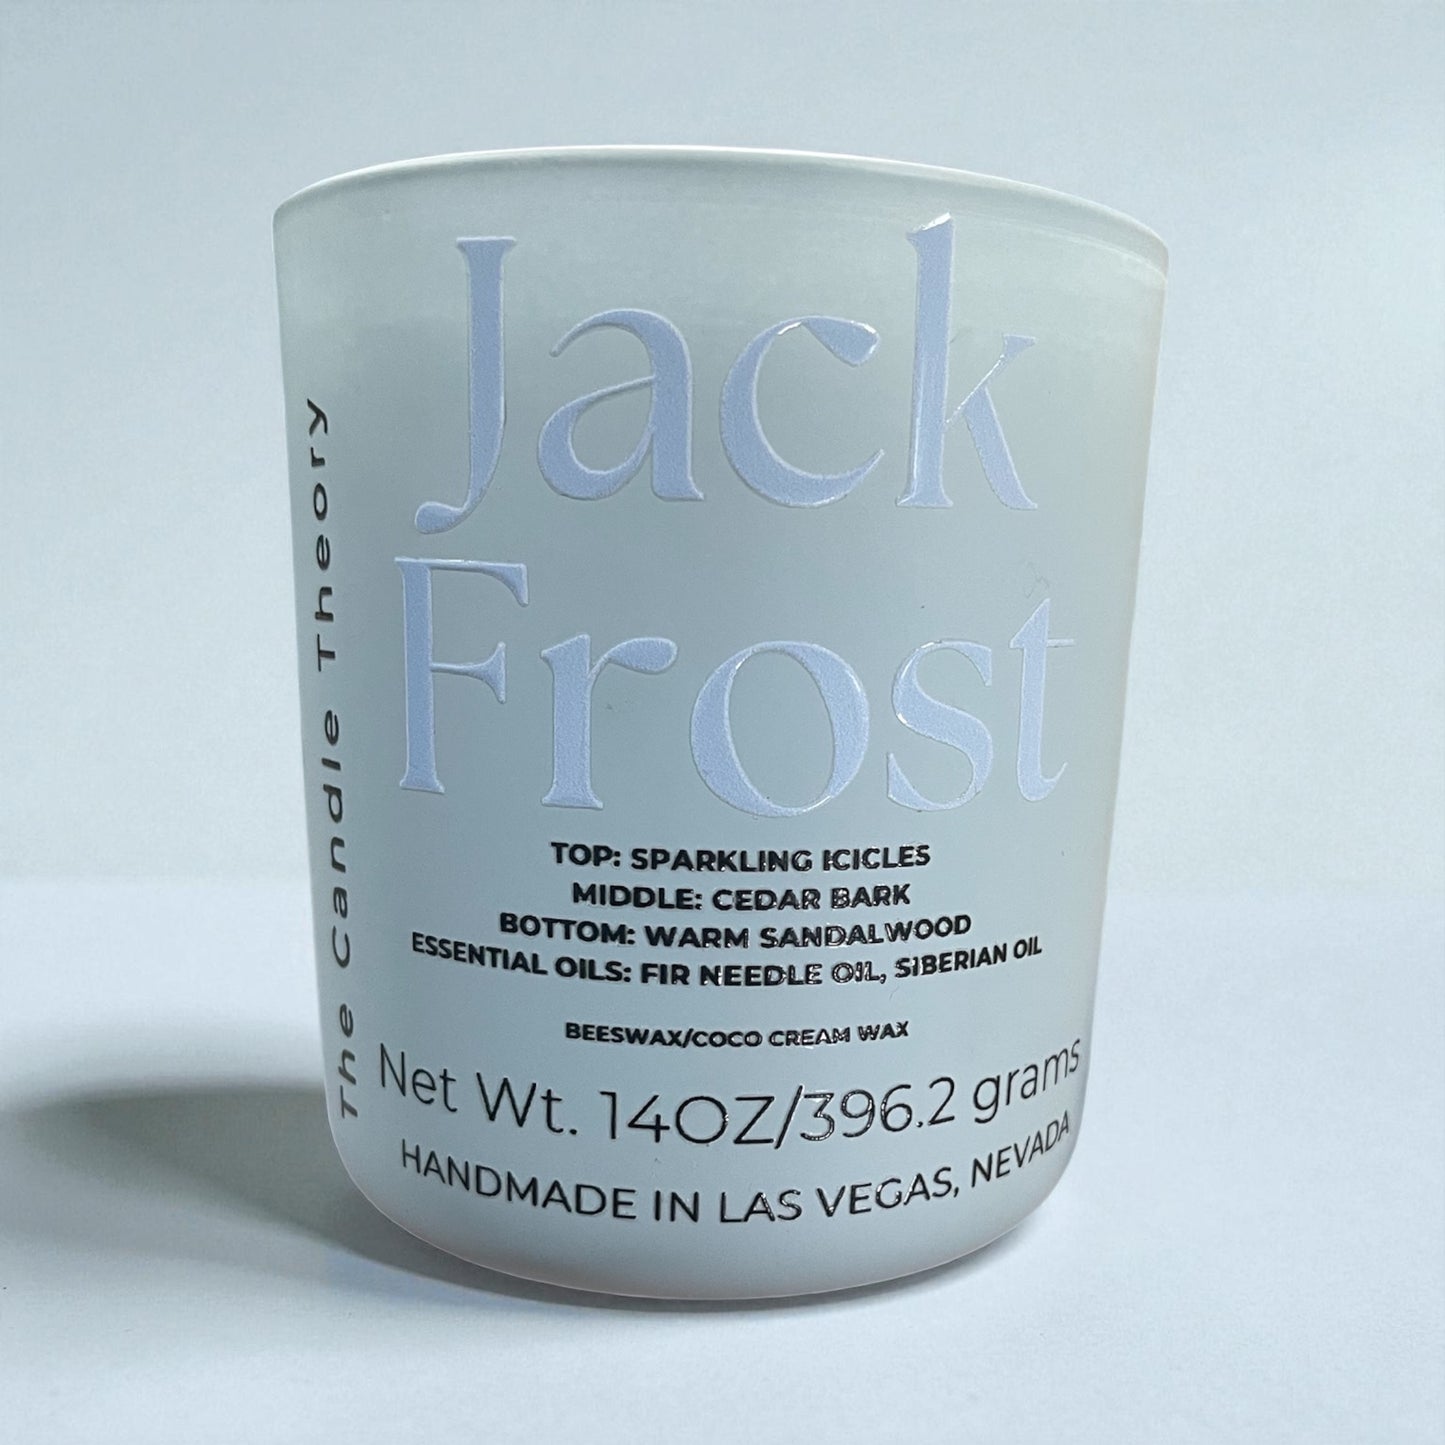 Jack
Frost
TOP: SPARKLING ICICLES
MIDDLE: CEDAR BARK
BOTTOM: WARM SANDALWOOD
ESSENTIAL OILS: FIR NEEDLE OIL, SIBERIAN OIL
BEESWAX/COCO CREAM WAX
Net Wt. 14OZ/396.2 grams
HANDMADE IN LAS VEGAS, NEVADA
The Candle Theory